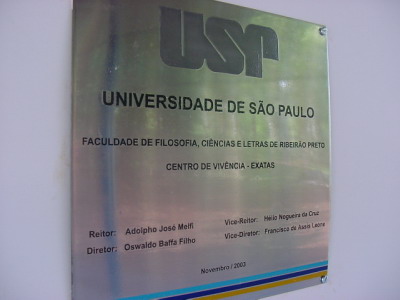 USP
UNIVERSIDADE DE SÃO PAULO
FACULDADE DE FILOSOFIA, CIÊNCIAS E LETRAS DE RIBEIRÃO PRETO
CENTRO DE VIVÊNCIA - EXATAS
Reitor: Adolpho José Melfi Vice-Reitor: Hélio Nogueira da Cruz
Diretor: Oswaldo Baffa Filho Vice-Diretor: Francisco de Assis Leone
Novembro / 2003